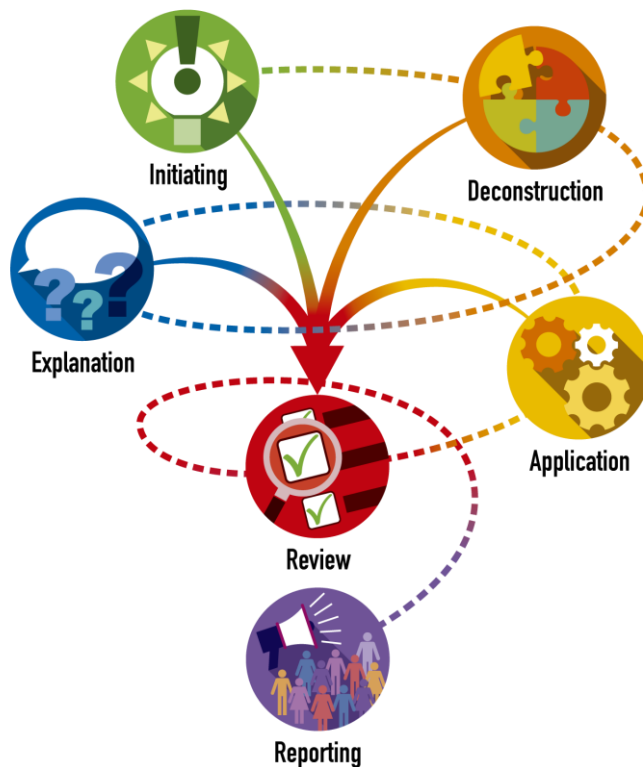 Initiating
Deconstruction
Explanation
Application
Review
Reporting